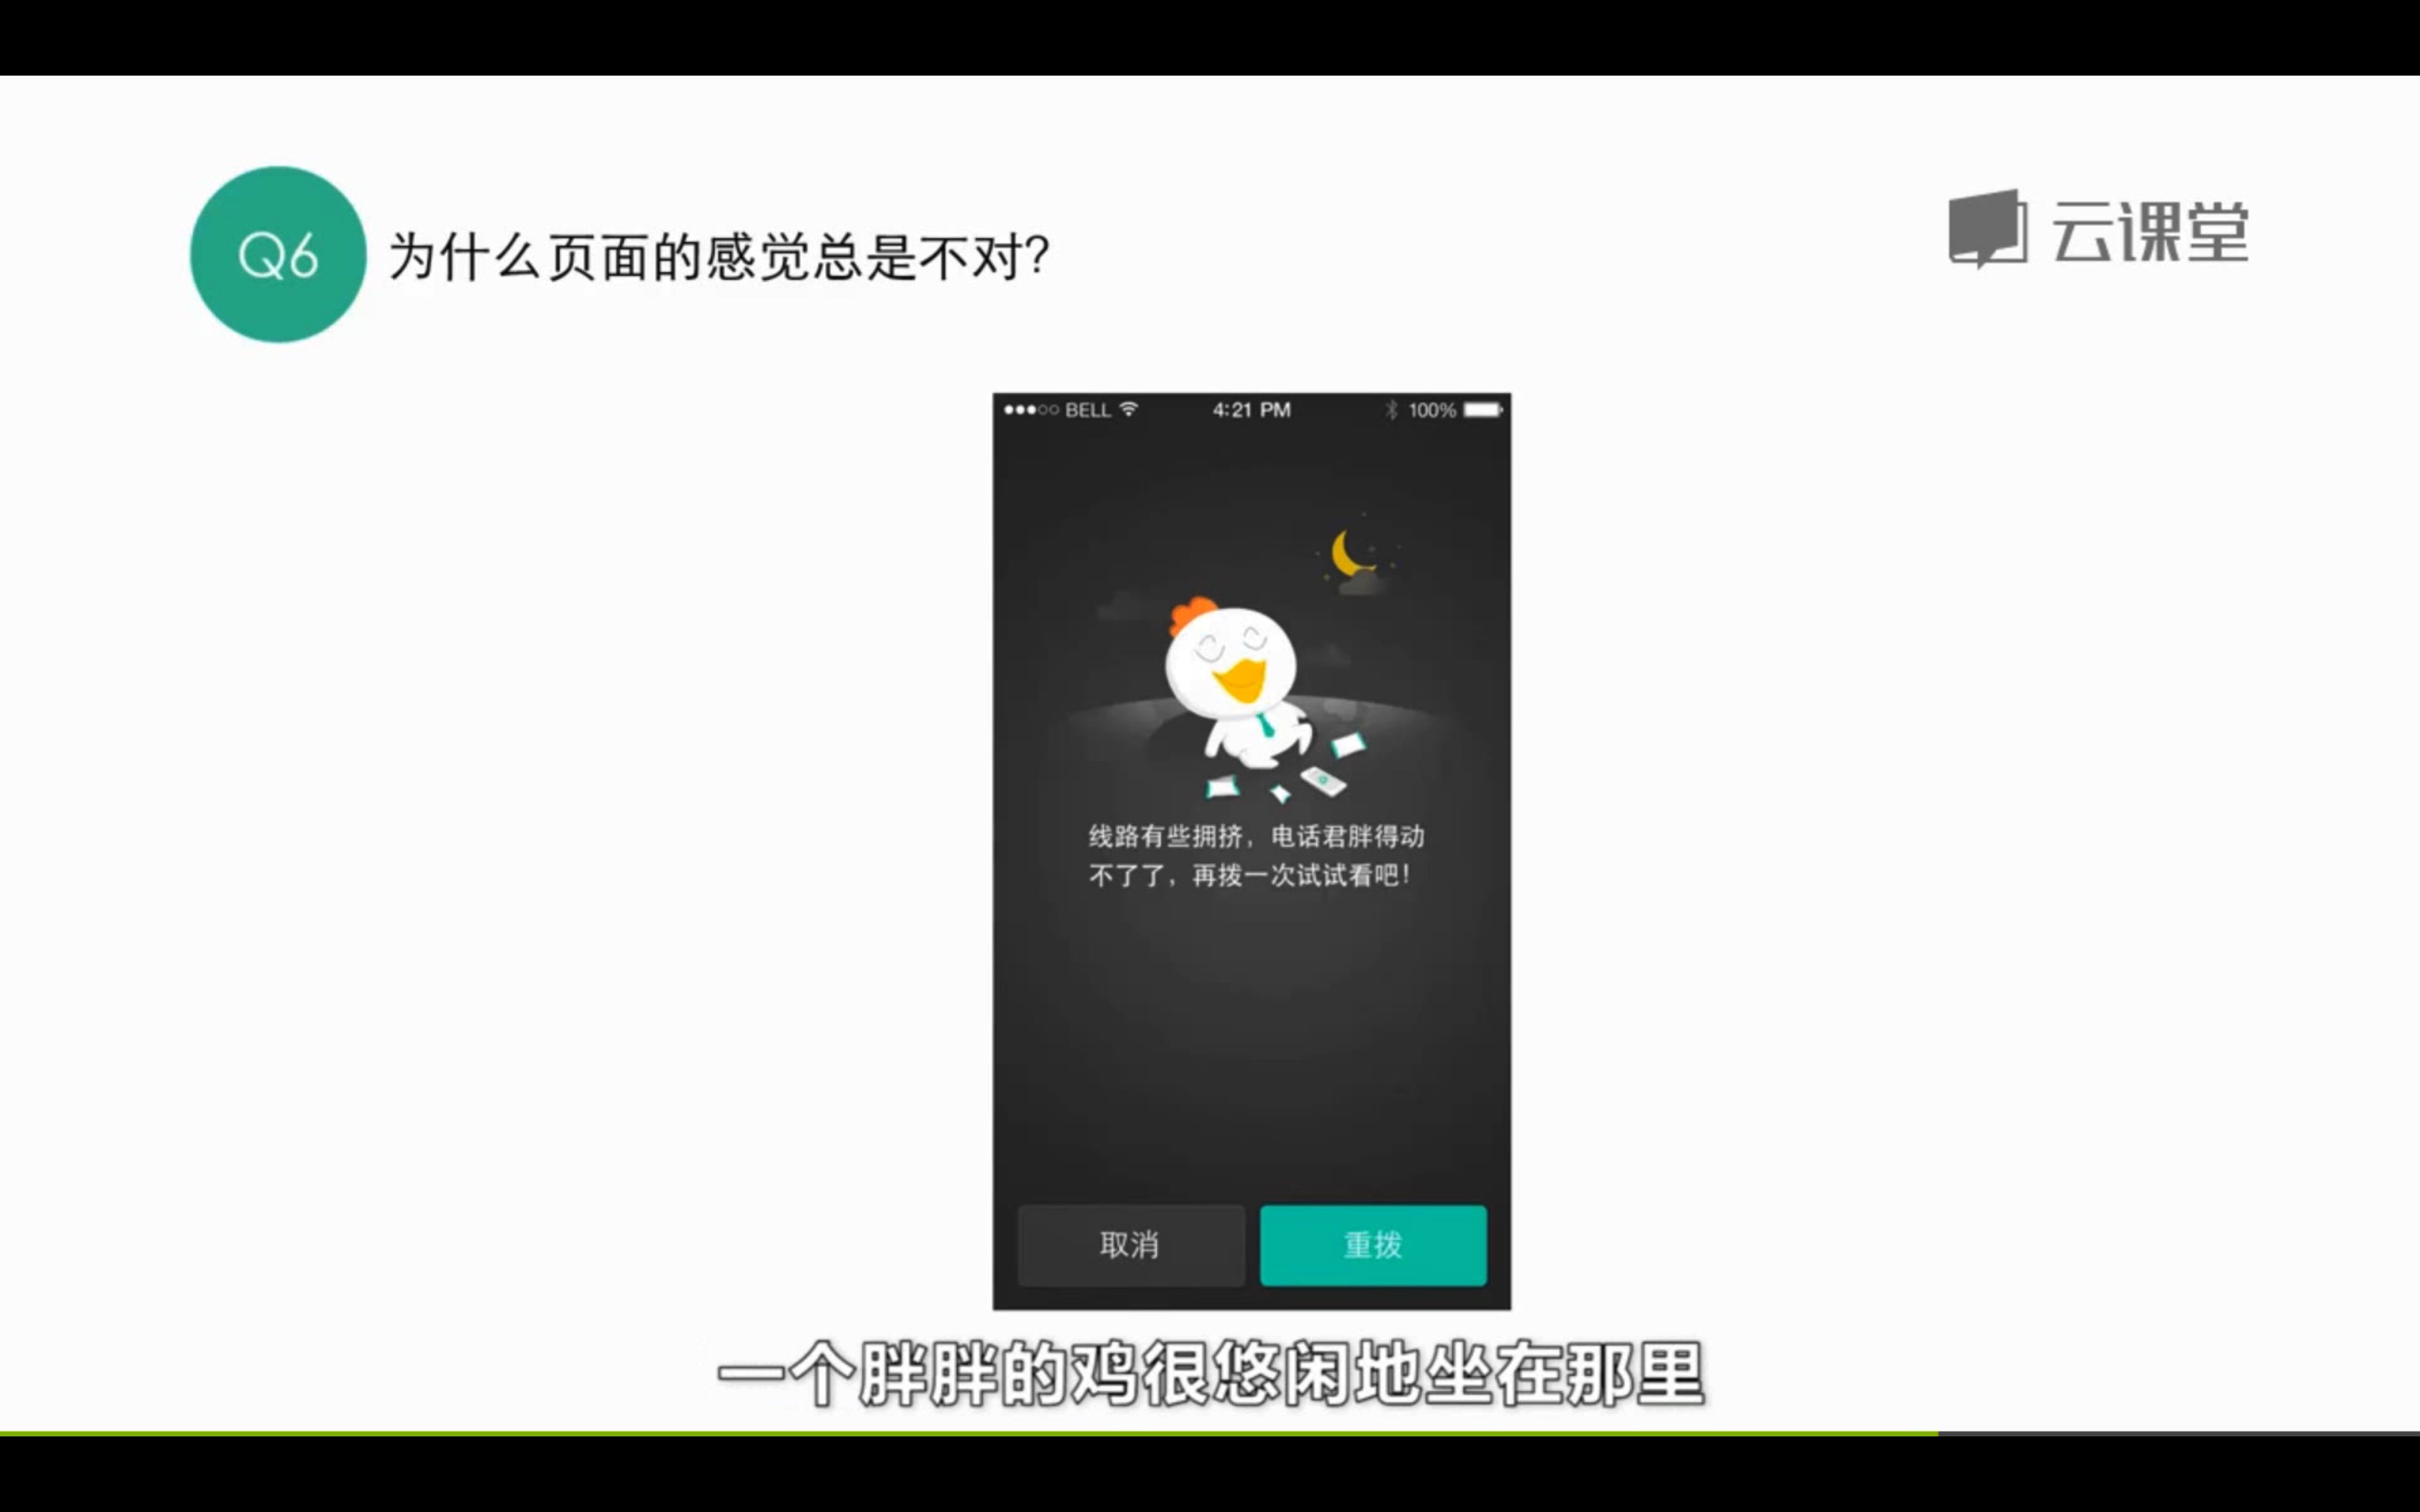 Q6
为什么页面的感觉总是不对?
云课堂
BELL 4:21 PM 100%
线路有些拥挤，电话君胖得动
不了了，再拨一次试试看吧！
取消
重拨
一个胖胖的鸡很悠闲地坐在那里